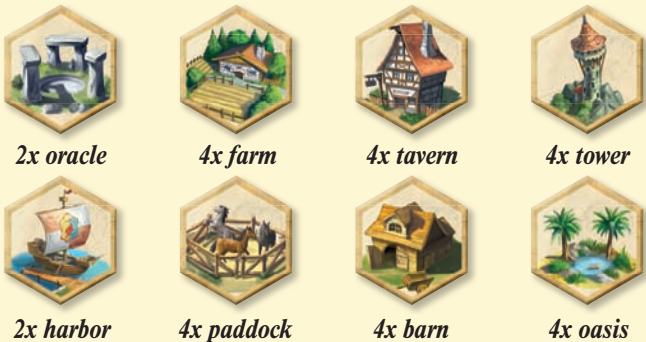 2x oracle 4x farm 4x tavern 4x tower
2x harbor 4x paddock 4x barn 4x oasis